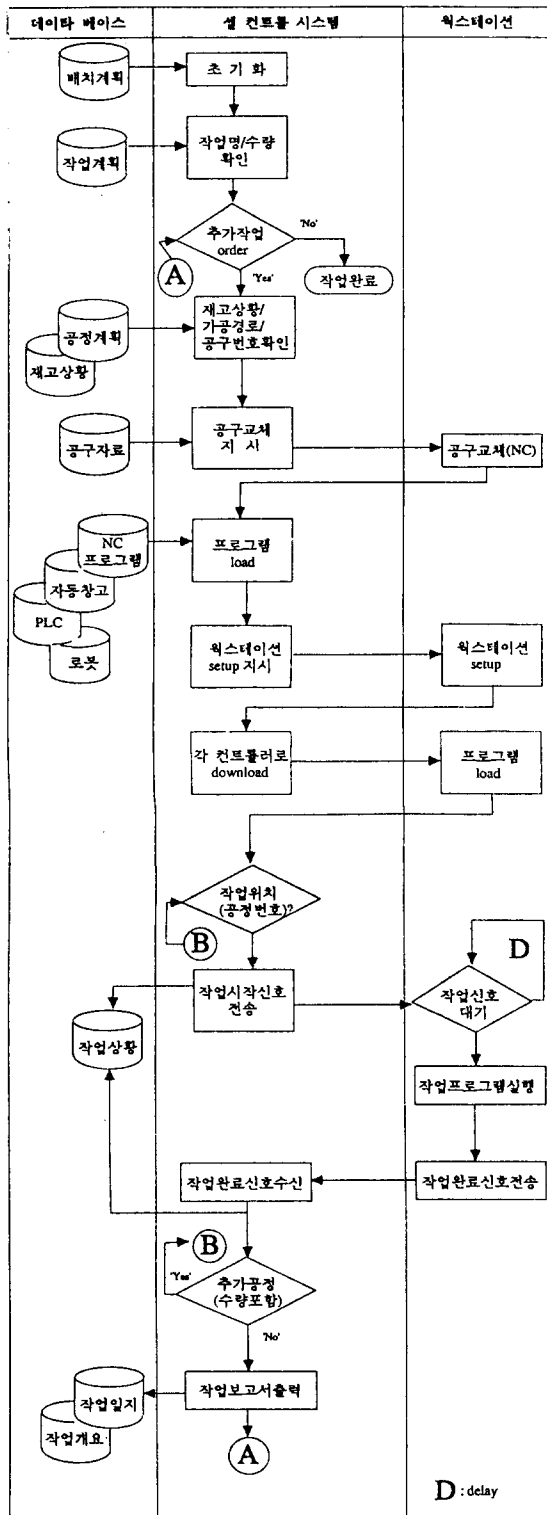 데이타 베이스
셀 컨트롤 시스템
웍스테이션
배치계획
초 기 화
작업계획
작업명/수량
확인
추가작업
order
'No'
A
'Yes'
작업완료
공정계획
재고상황
재고상황/
가공경로/
공구번호확인
공구자료
공구교체
지 시
공구교체(NC)
NC
프로그램
자동창고
PLC
로봇
프로그램
load
웍스테이션
setup 지시
웍스테이션
setup
각 컨트롤러로
download
프로그램
load
작업위치
(공정번호)?
B
D
작업시작신호
전송
작업신호
대기
작업상황
작업프로그램실행
작업완료신호수신
작업완료신호전송
B
'Yes'
추가공정
(수량포함)
'No'
작업일지
작업개요
작업보고서출력
A
D : delay